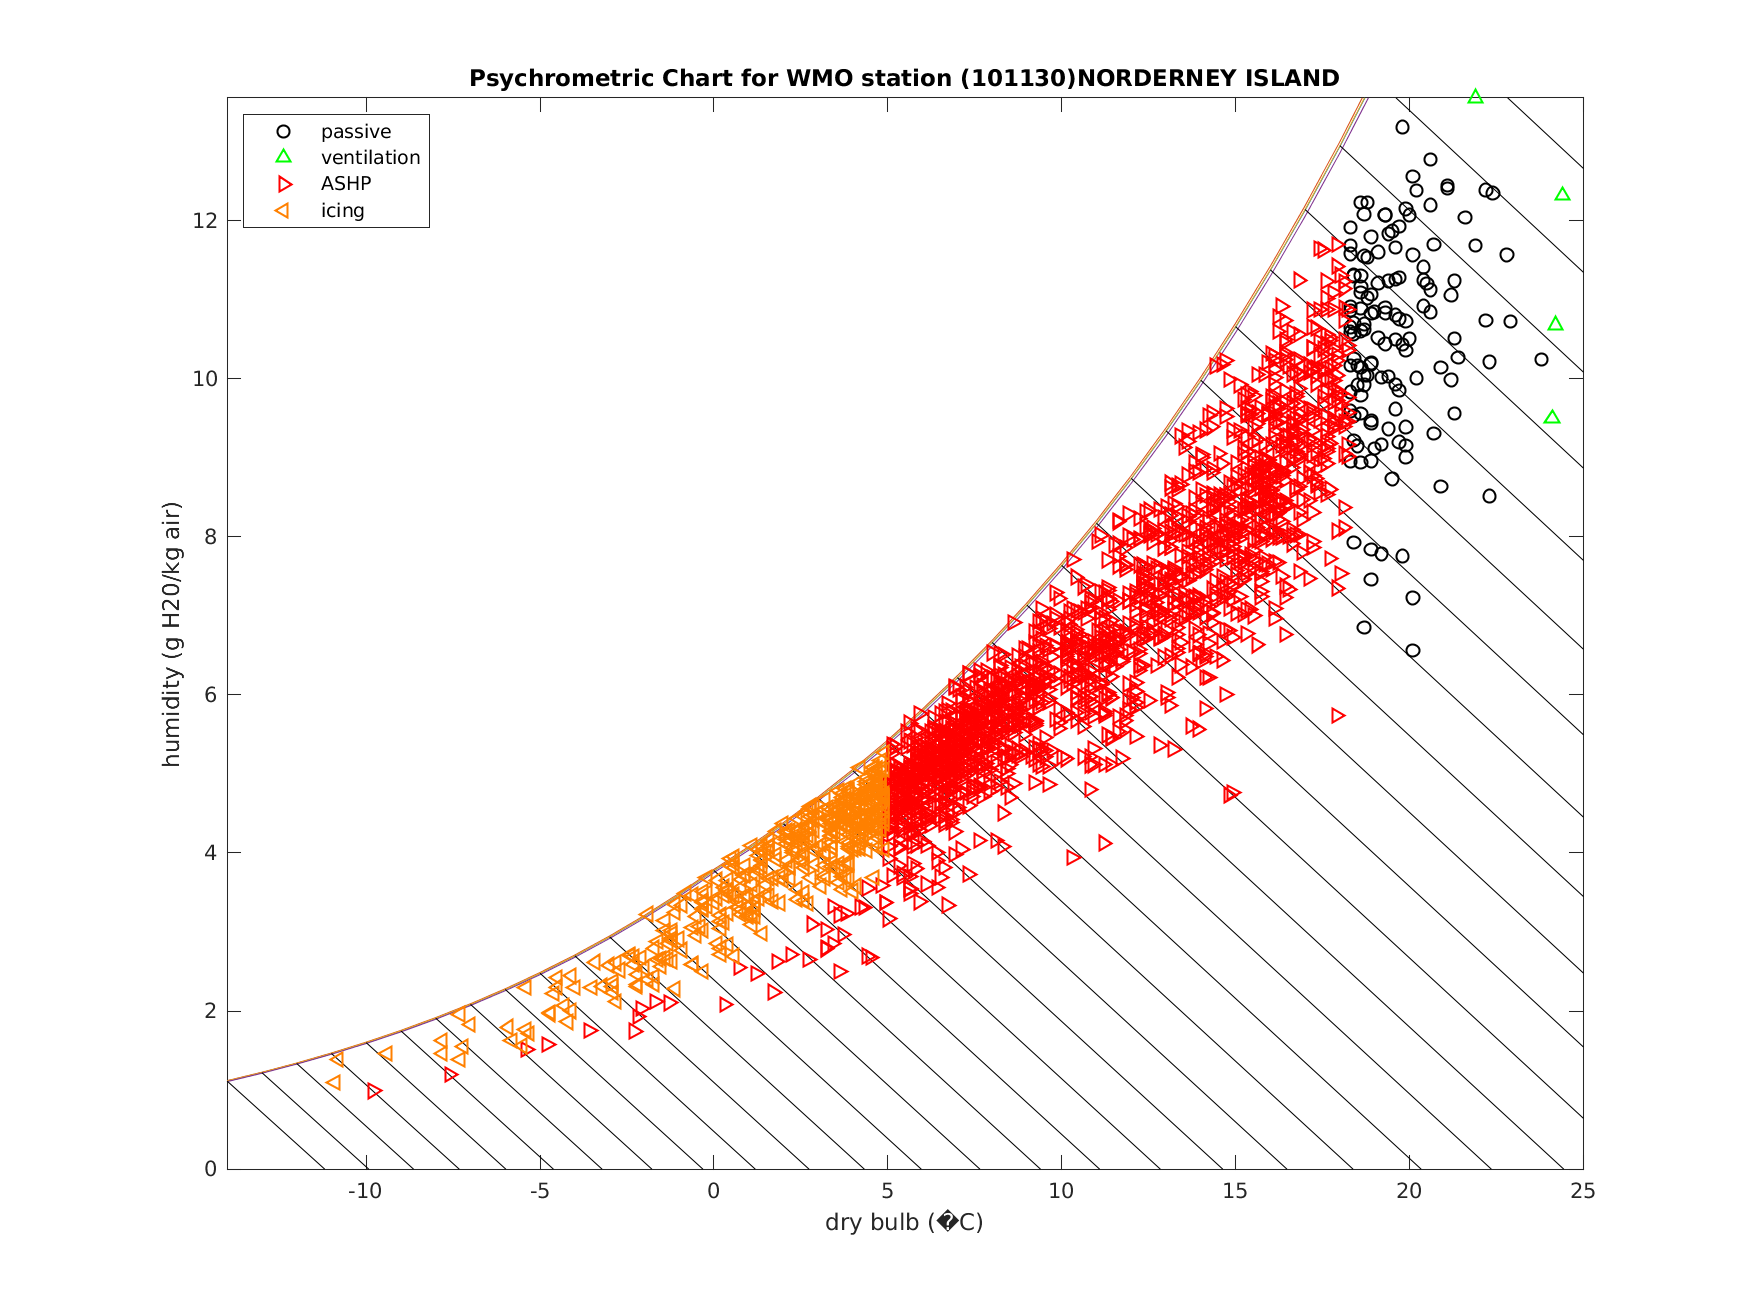 Psychrometric Chart for WMO station (101130)NORDERNEY ISLAND
passive
ventilation
ASHP
icing
humidity (g H20/kg air)
12
10
8
6
4
2
0
-10 -5 0 5 10 15 20 25
dry bulb (�C)